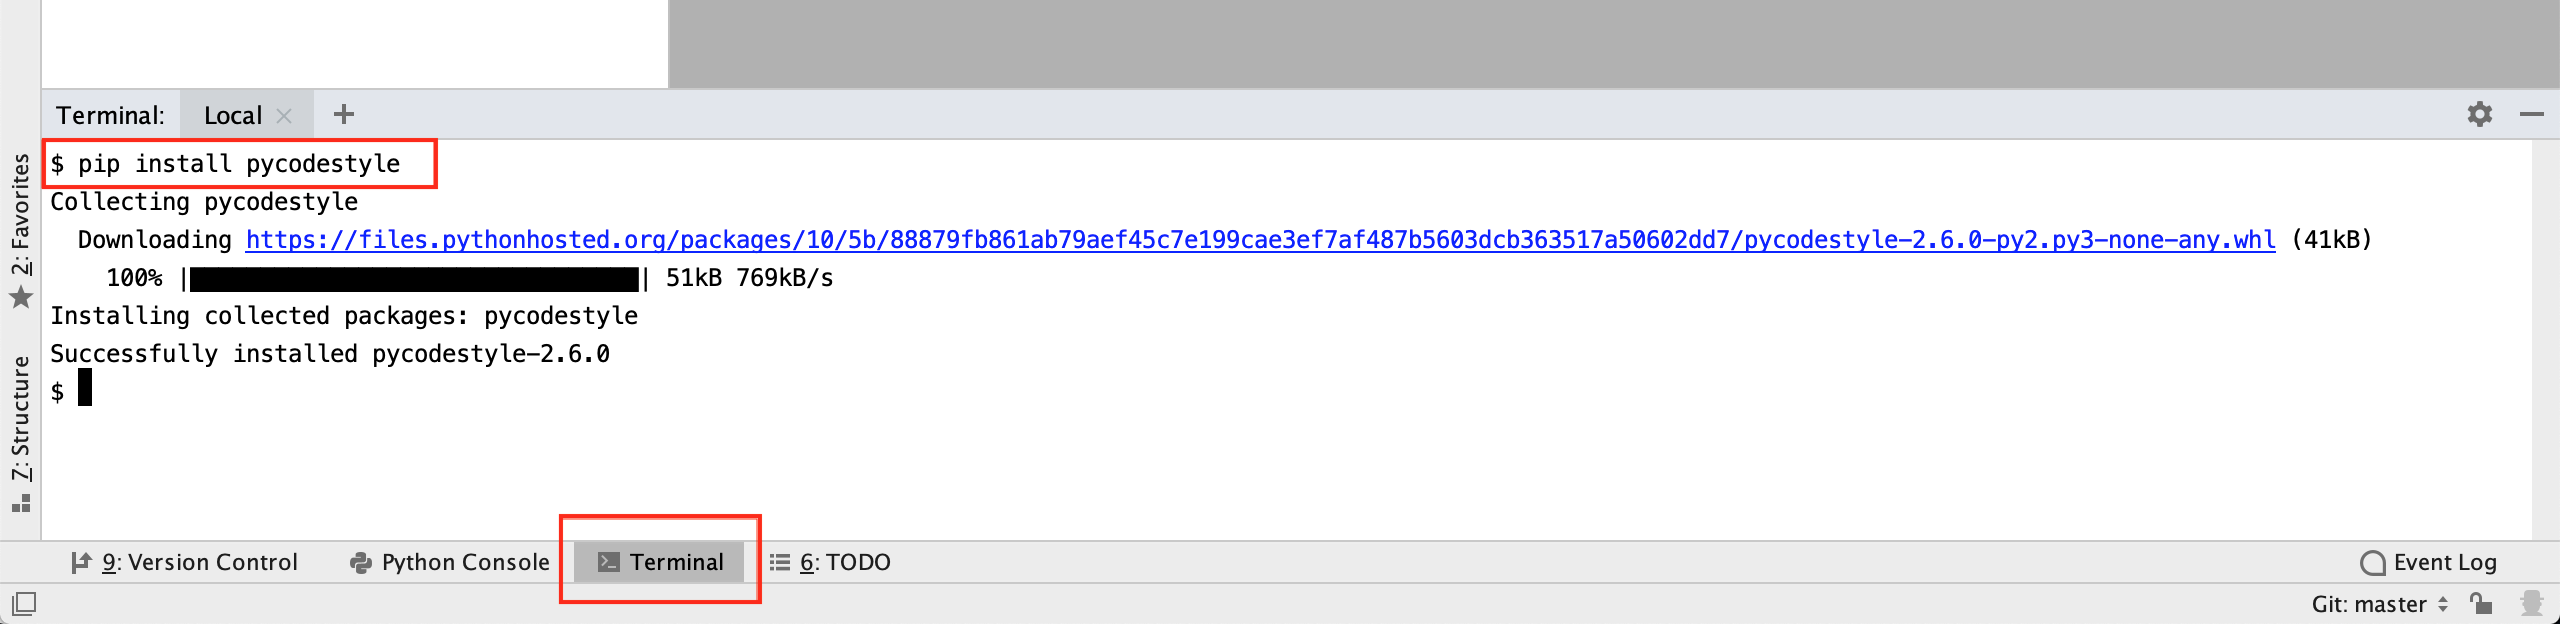 Terminal: Local
$ pip install pycodestyle
Collecting pycodestyle
Downloading https://files.pythonhosted.org/packages/10/5b/88879fb861ab79aef45c7e199cae3ef7af487b5603dcb363517a50602dd7/pycodestyle-2.6.0-py2.py3-none-any.whl (41kB)
100% || 51kB 769kB/s
Installing collected packages: pycodestyle
Successfully installed pycodestyle-2.6.0
$
2: Favorites
7: Structure
9: Version Control Python Console Terminal 6: TODO Event Log
Git: master